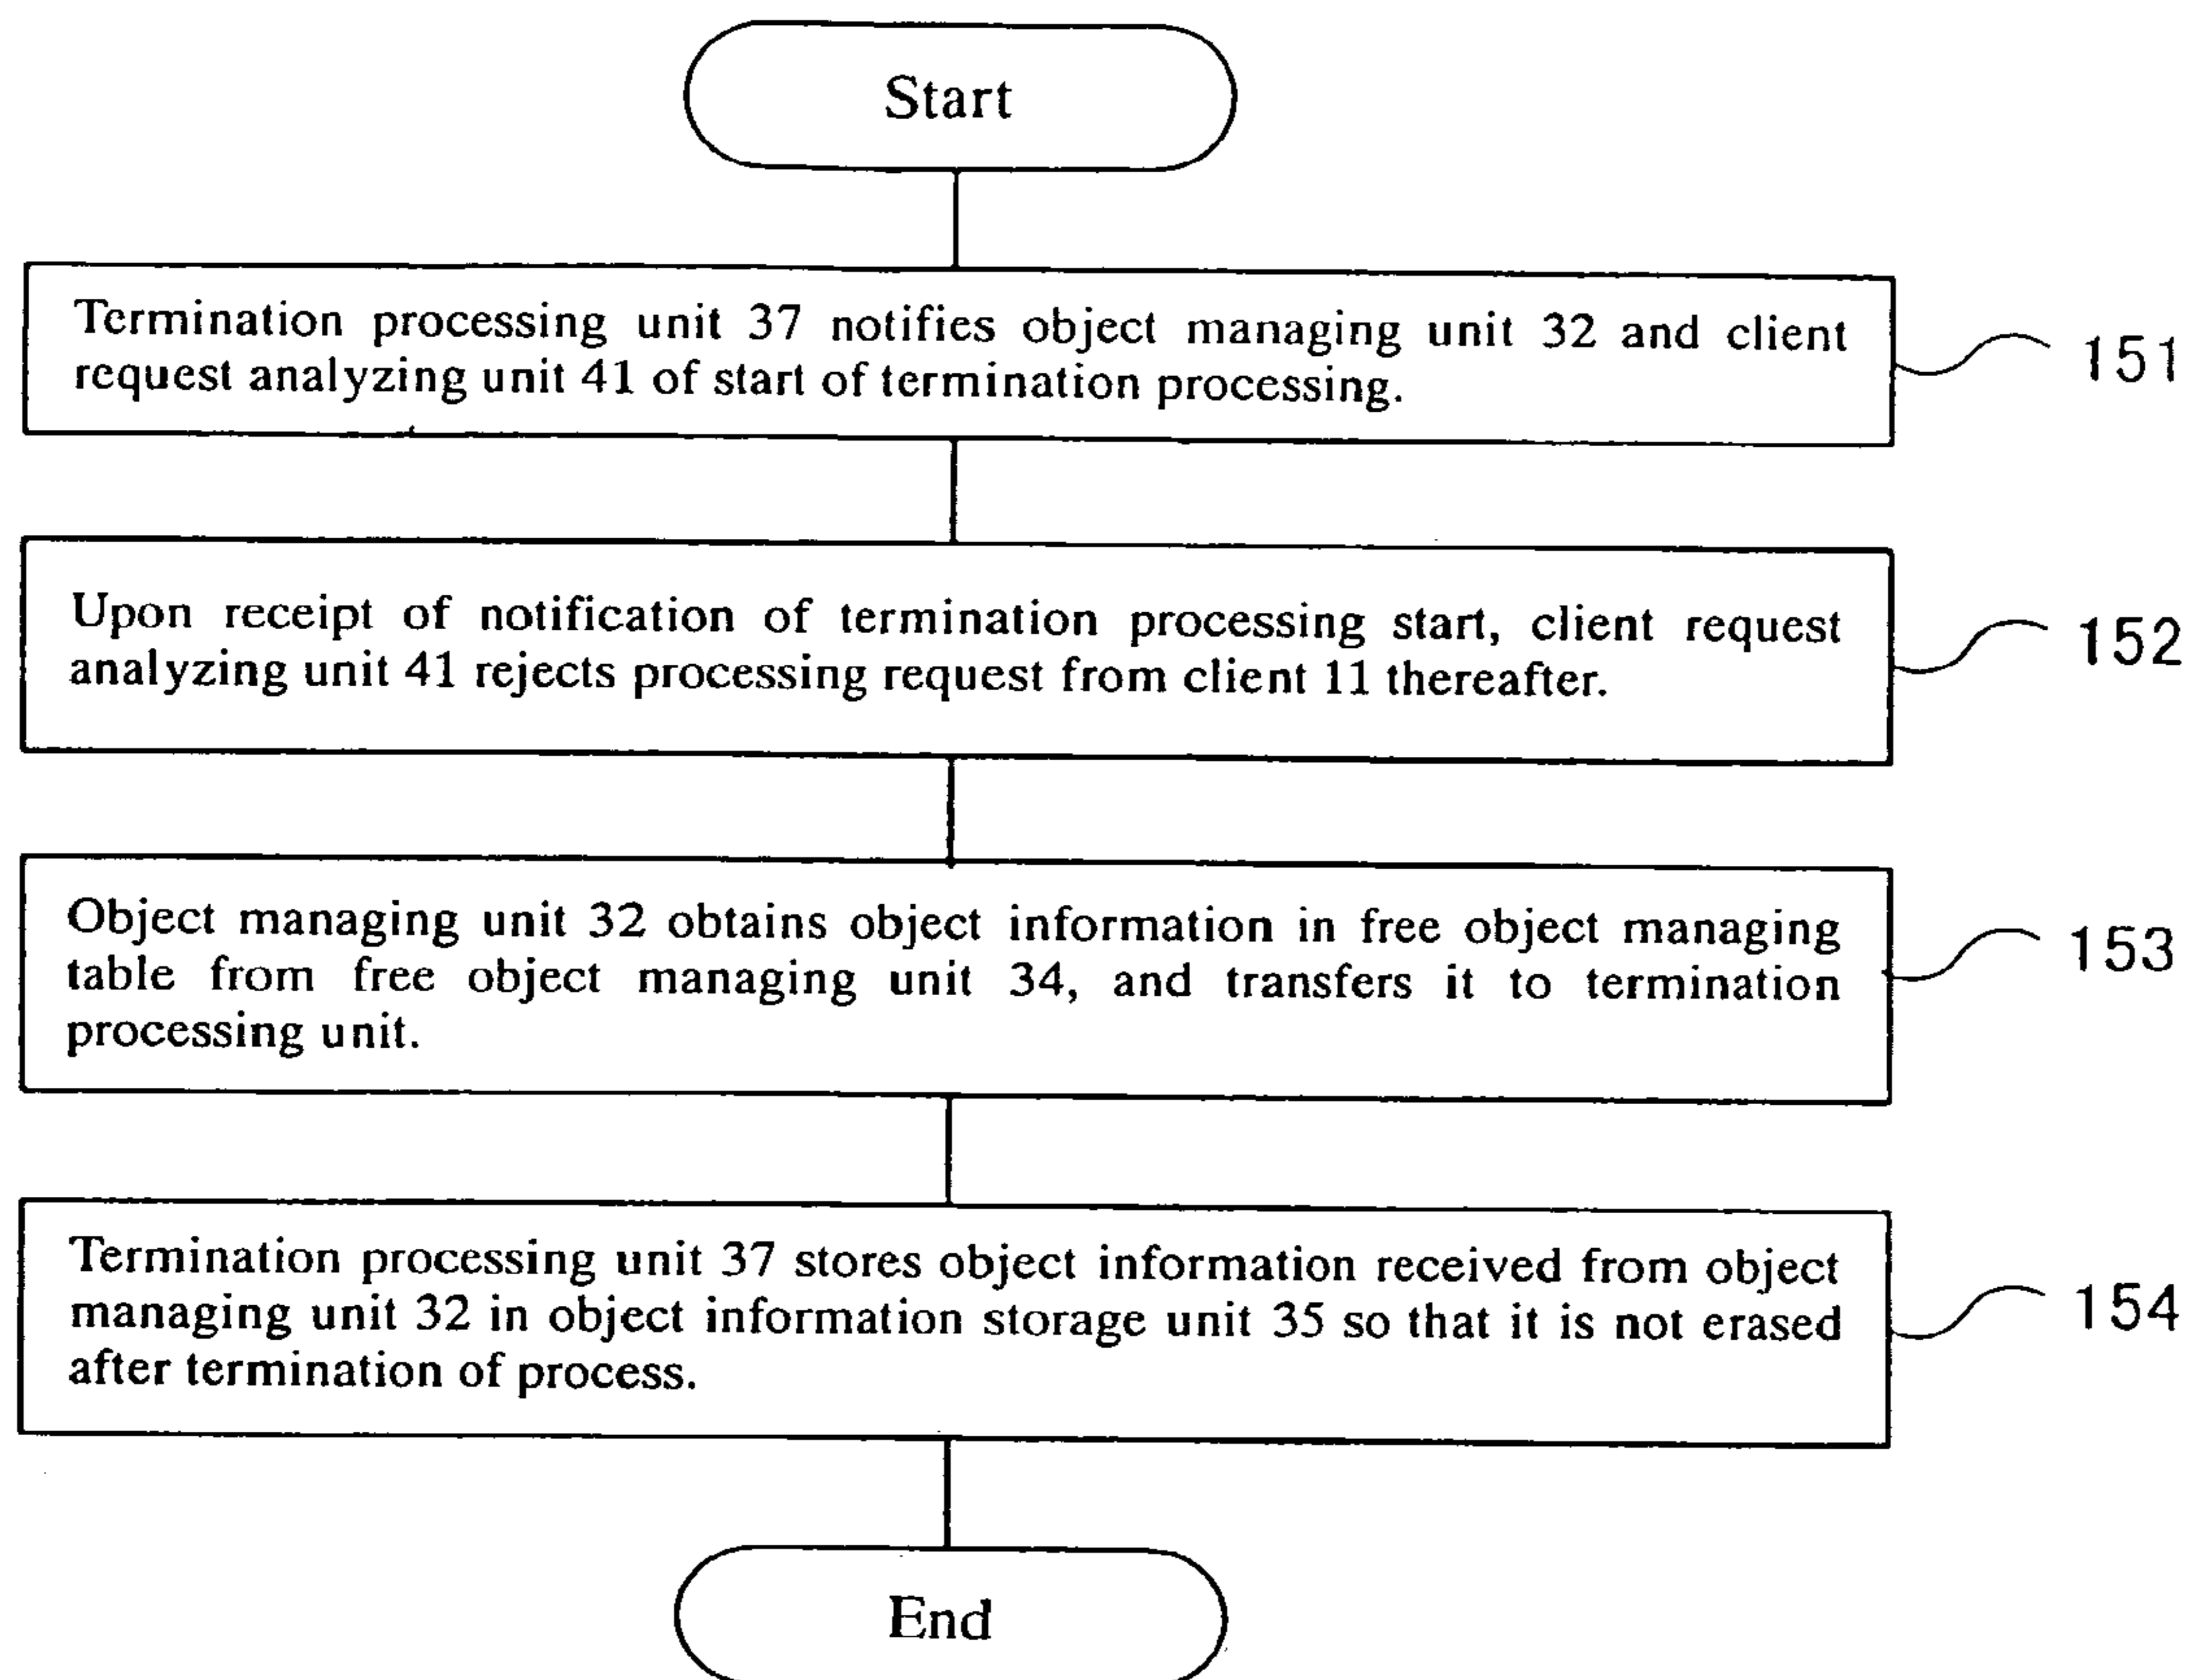 Start
Termination processing unit 37 notifies object managing unit 32 and client
request analyzing unit 41 of start of termination processing.
151
Upon receipt of notification of termination processing start, client request
analyzing unit 41 rejects processing request from client 11 thereafter.
152
Object managing unit 32 obtains object information in free object managing
table from free object managing unit 34, and transfers it to termination
processing unit.
153
Termination processing unit 37 stores object information received from object
managing unit 32 in object information storage unit 35 so that it is not erased
after termination of process.
154
End